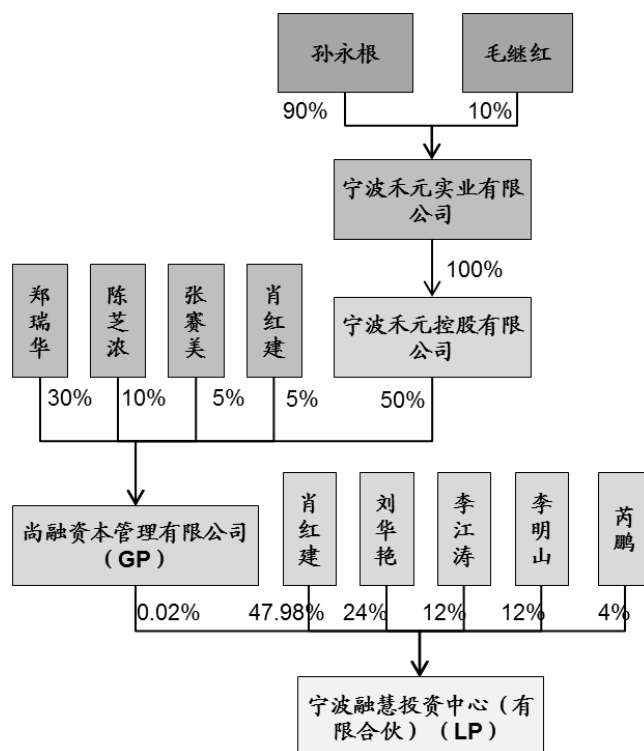 孙永根
毛继红
90%
10%
宁波禾元实业有限
公司
100%
郑瑞华
陈芝浓
张赛美
肖红建
宁波禾元控股有限
公司
30%
10%
5%
5%
50%
尚融资本管理有限公司
（GP）
肖红建
刘华艳
李江涛
李明山
芮鹏
0.02%
47.98%
24%
12%
12%
4%
宁波融慧投资中心（有
限合伙）（LP）